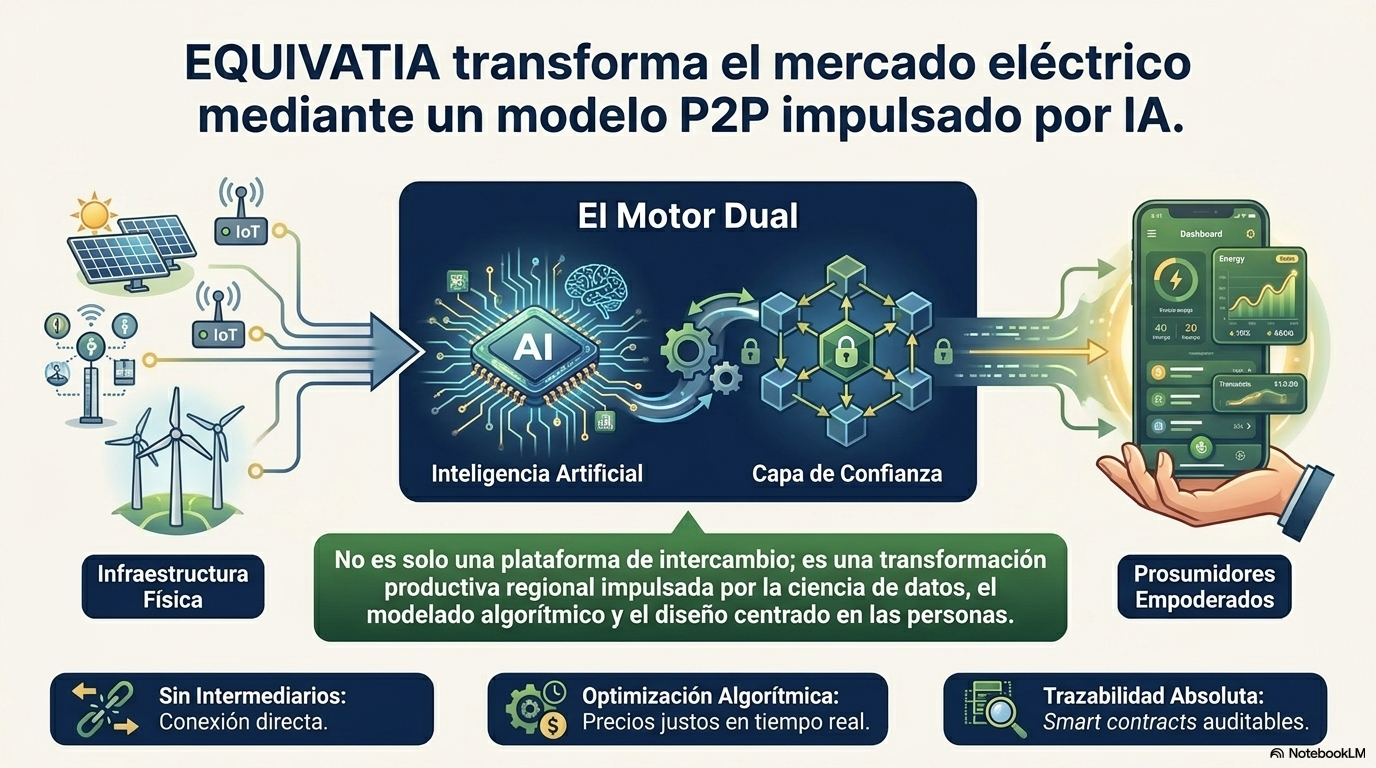 EQUIVATIA transforma el mercado eléctrico
mediante un modelo P2P impulsado por IA.
IoT
IoT
El Motor Dual
AI
Inteligencia Artificial
Capa de Confianza
Dashboard
Energy
40
20
Infraestructura
Física
No es solo una plataforma de intercambio; es una transformación
productiva regional impulsada por la ciencia de datos, el
modelado algorítmico y el diseño centrado en las personas.
Prosumidores
Empoderados
Sin Intermediarios:
Conexión directa.
Optimización Algorítmica:
Precios justos en tiempo real.
Trazabilidad Absoluta:
Smart contracts auditables.
NotebookLM